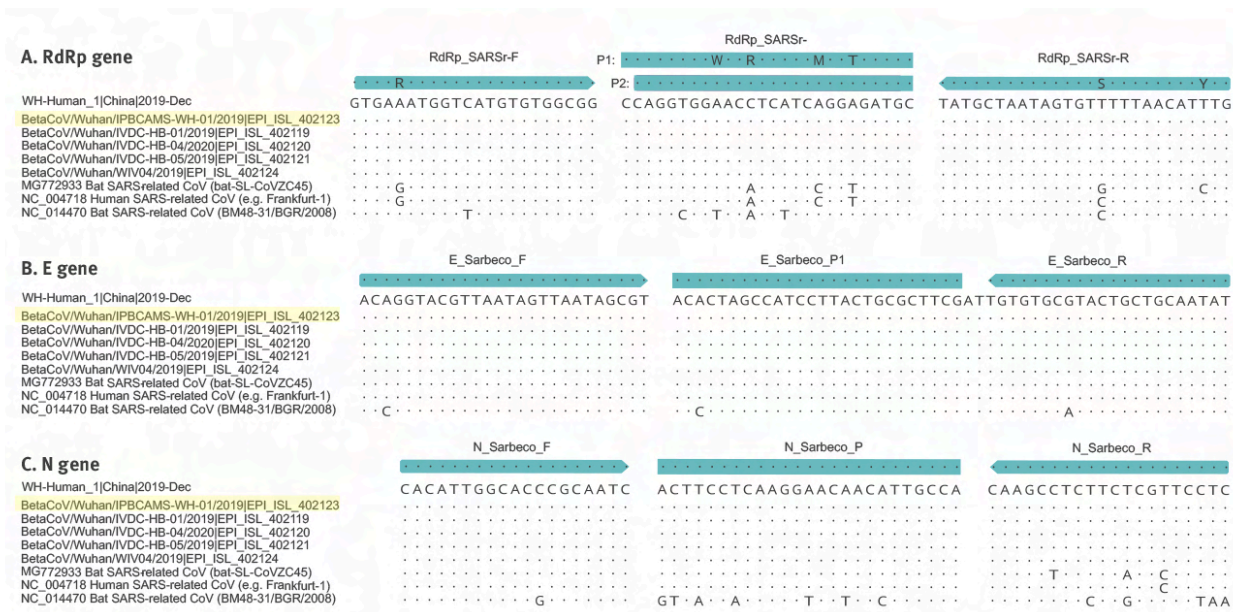 A. RdRp gene
RdRp_SARSr-F
RdRp_SARSr-
RdRp_SARSr-R
P1: W R M T
R P2: S Y
WH-Human_1|China|2019-Dec GTGAAATGGTCATGTGTGGCGG CCAGGTGGAACCTCATCAGGAGATGC TATGCTAATAGTGTTTTTAACATTTG
BetaCoV/Wuhan/IPBCAMS-WH-01/2019|EPI_ISL_402123
BetaCoV/Wuhan/IVDC-HB-01/2019|EPI_ISL_402119
BetaCoV/Wuhan/IVDC-HB-04/2020|EPI_ISL_402120
BetaCoV/Wuhan/IVDC-HB-05/2019|EPI_ISL_402121
BetaCoV/Wuhan/WIV04/2019|EPI_ISL_402124
MG772933 Bat SARS-related CoV (bat-SL-CoVZC45) G A C T G C
NC_004718 Human SARS-related CoV (e.g. Frankfurt-1) G A C T C
NC_014470 Bat SARS-related CoV (BM48-31/BGR/2008) T C T A T C
B. E gene
E_Sarbeco_F E_Sarbeco_P1 E_Sarbeco_R
WH-Human_1|China|2019-Dec ACAGGTACGTTAATAGTTAATAGCGT ACACTAGCCATCCTTACTGCGCTTCGATTGTGTGCGTACTGCTGCAATAT
BetaCoV/Wuhan/IPBCAMS-WH-01/2019|EPI_ISL_402123
BetaCoV/Wuhan/IVDC-HB-01/2019|EPI_ISL_402119
BetaCoV/Wuhan/IVDC-HB-04/2020|EPI_ISL_402120
BetaCoV/Wuhan/IVDC-HB-05/2019|EPI_ISL_402121
BetaCoV/Wuhan/WIV04/2019|EPI_ISL_402124
MG772933 Bat SARS-related CoV (bat-SL-CoVZC45)
NC_004718 Human SARS-related CoV (e.g. Frankfurt-1)
NC_014470 Bat SARS-related CoV (BM48-31/BGR/2008) C C A
C. N gene
N_Sarbeco_F N_Sarbeco_P N_Sarbeco_R
WH-Human_1|China|2019-Dec CACATTGGCACCCGCAATC ACTTCCTCAAGGAACAACATTGCCA CAAGCCTCTTCTCGTTCCTC
BetaCoV/Wuhan/IPBCAMS-WH-01/2019|EPI_ISL_402123
BetaCoV/Wuhan/IVDC-HB-01/2019|EPI_ISL_402119
BetaCoV/Wuhan/IVDC-HB-04/2020|EPI_ISL_402120
BetaCoV/Wuhan/IVDC-HB-05/2019|EPI_ISL_402121
BetaCoV/Wuhan/WIV04/2019|EPI_ISL_402124
MG772933 Bat SARS-related CoV (bat-SL-CoVZC45) T A C
NC_004718 Human SARS-related CoV (e.g. Frankfurt-1) C
NC_014470 Bat SARS-related CoV (BM48-31/BGR/2008) G GT A A T T C C G TAA